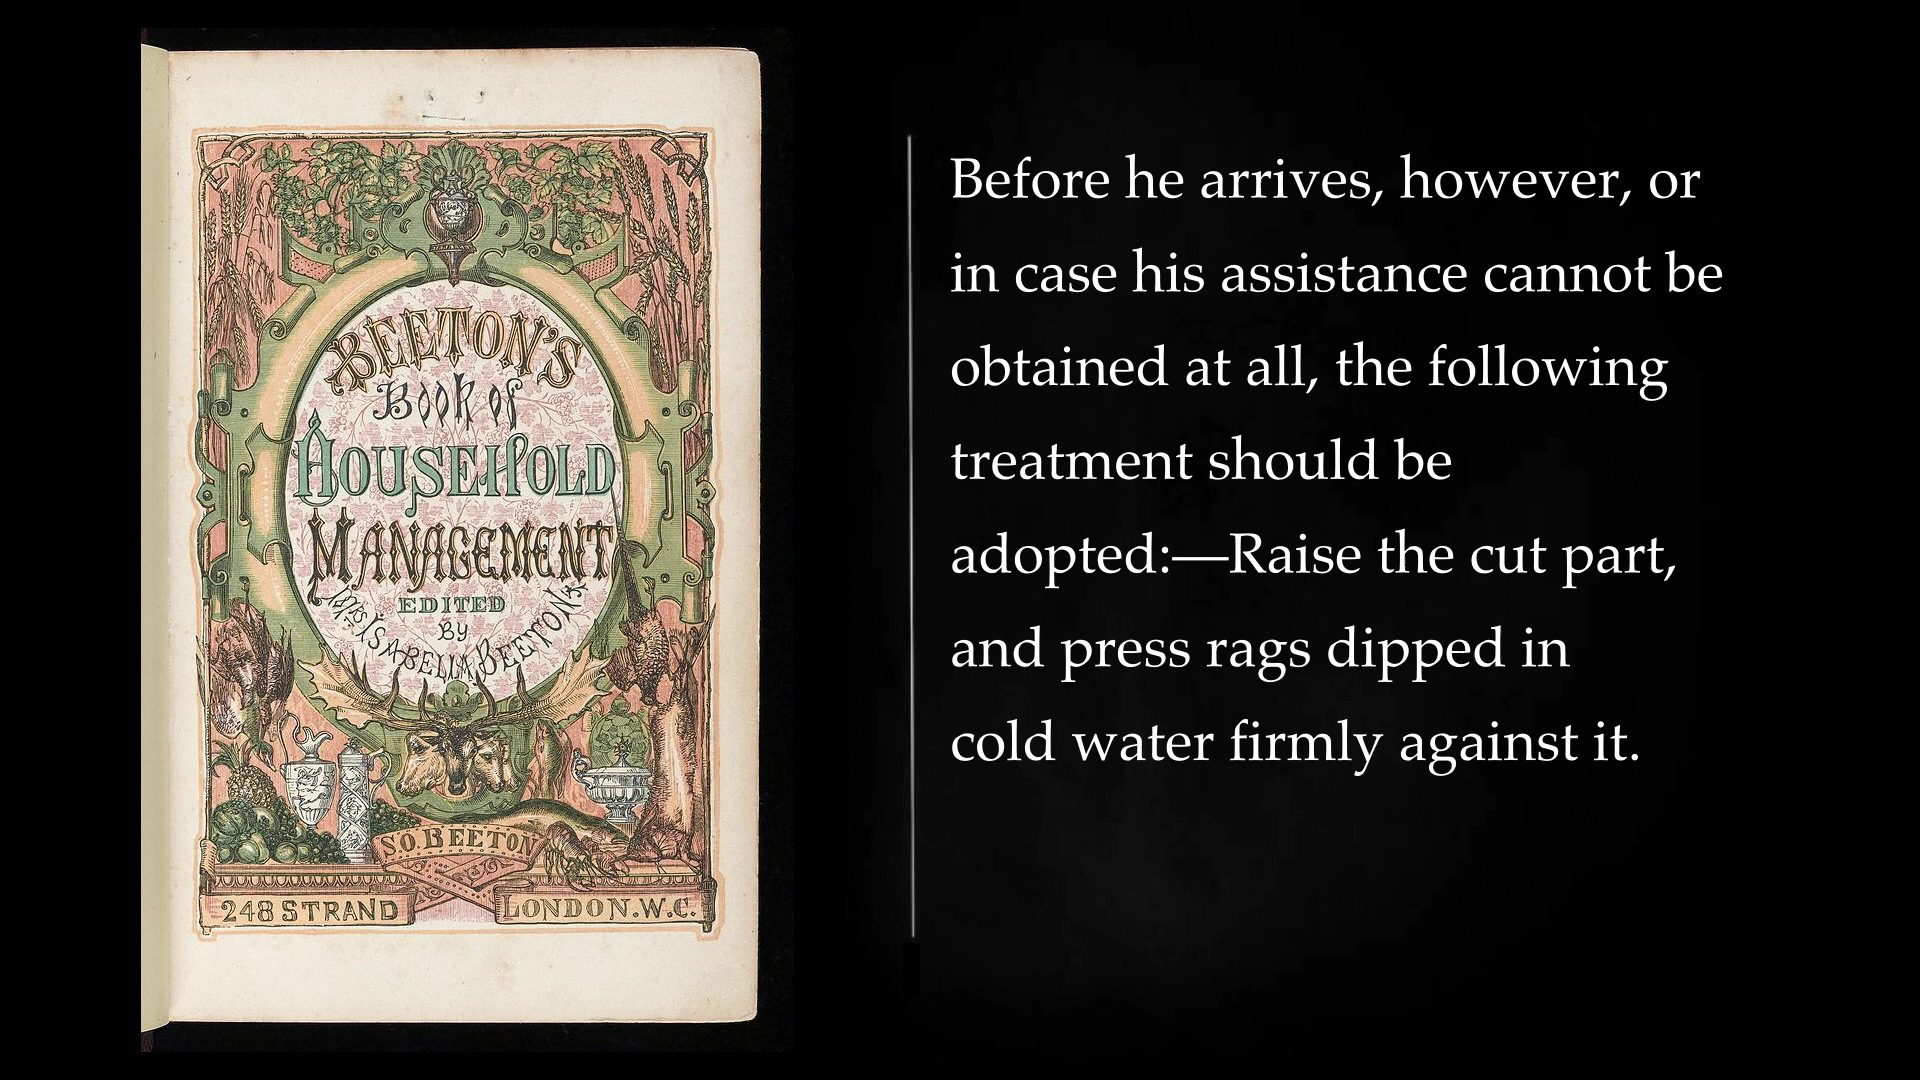 BEETON'S
Book of
HOUSEHOLD
MANAGEMENT
EDITED
BY
MRS ISABELLA BEETON
S.O. BEETON
248 STRAND
LONDON. W.C.
Before he arrives, however, or
in case his assistance cannot be
obtained at all, the following
treatment should be
adopted:—Raise the cut part,
and press rags dipped in
cold water firmly against it.